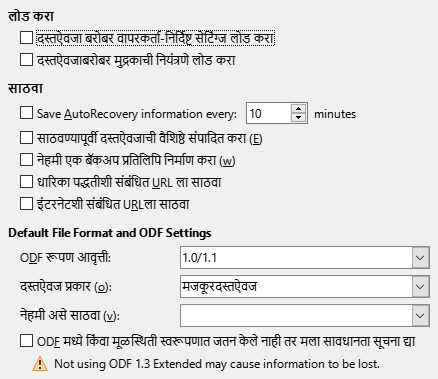 लोड करा
दस्तऐवजा बरोबर वापरकर्ता-निर्दिष्ट सेटिंग्ज लोड करा
दस्तऐवजाबरोबर मुद्रकाची नियंत्रणे लोड करा
साठवा
Save AutoRecovery information every: 10 minutes
साठवण्यापूर्वी दस्तऐवजाची वैशिष्टे संपादित करा (E)
नेहमी एक बॅकअप प्रतिलिपि निर्माण करा (w)
धारिका पद्धतीशी संबंधित URL ला साठवा
इंटरनेटशी संबंधित URLला साठवा
Default File Format and ODF Settings
ODF रूपण आवृत्ती: 1.0/1.1
दस्तऐवज प्रकार (o): मजकूरदस्तऐवज
नेहमी असे साठवा (v):
ODF मध्ये किंवा मूळस्थिती स्वरूपणात जतन केले नाही तर मला सावधानता सूचना द्या
Not using ODF 1.3 Extended may cause information to be lost.